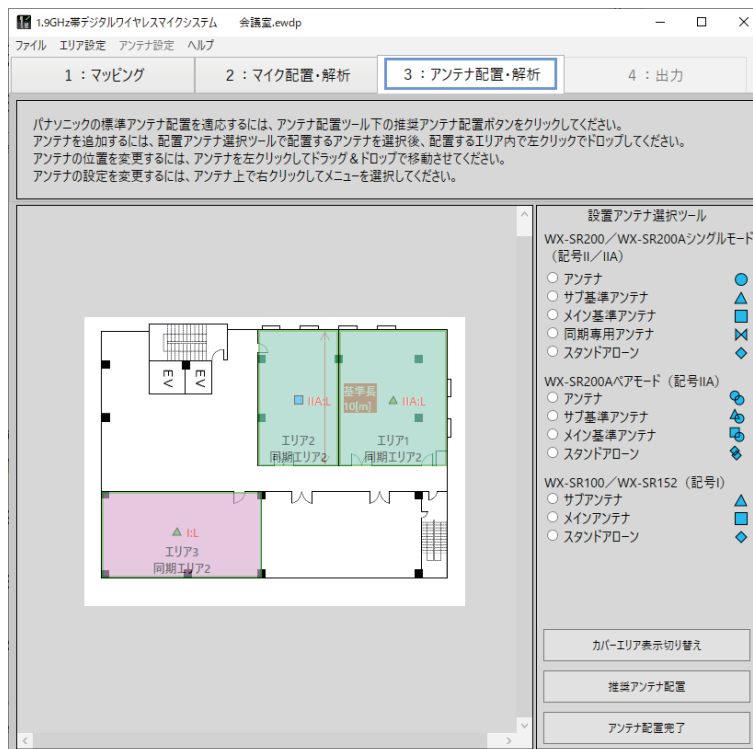 1.9GHz帯デジタルワイヤレスマイクシステム　会議室.ewdp
ファイル　エリア設定　アンテナ設定　ヘルプ
1：マッピング　2：マイク配置・解析　3：アンテナ配置・解析　4：出力
パナソニックの標準アンテナ配置を適応するには、アンテナ配置ツール下の推奨アンテナ配置ボタンをクリックしてください。
アンテナを追加するには、配置アンテナ選択ツールで配置するアンテナを選択後、配置するエリア内で左クリックでドロップしてください。
アンテナの位置を変更するには、アンテナを左クリックしてドラッグ＆ドロップで移動させてください。
アンテナの設定を変更するには、アンテナ上で右クリックしてメニューを選択してください。
EV
EV
IIA:L
基準長
10[m]
IIA:L
エリア2
同期エリア2
エリア1
同期エリア2
I:L
エリア3
同期エリア2
設置アンテナ選択ツール
WX-SR200／WX-SR200Aシングルモード
（記号II／IIA）
アンテナ
サブ基準アンテナ
メイン基準アンテナ
同期専用アンテナ
スタンドアローン
WX-SR200Aペアモード（記号IIA）
アンテナ
サブ基準アンテナ
メイン基準アンテナ
スタンドアローン
WX-SR100／WX-SR152（記号I）
サブアンテナ
メインアンテナ
スタンドアローン
カバーエリア表示切り替え
推奨アンテナ配置
アンテナ配置完了